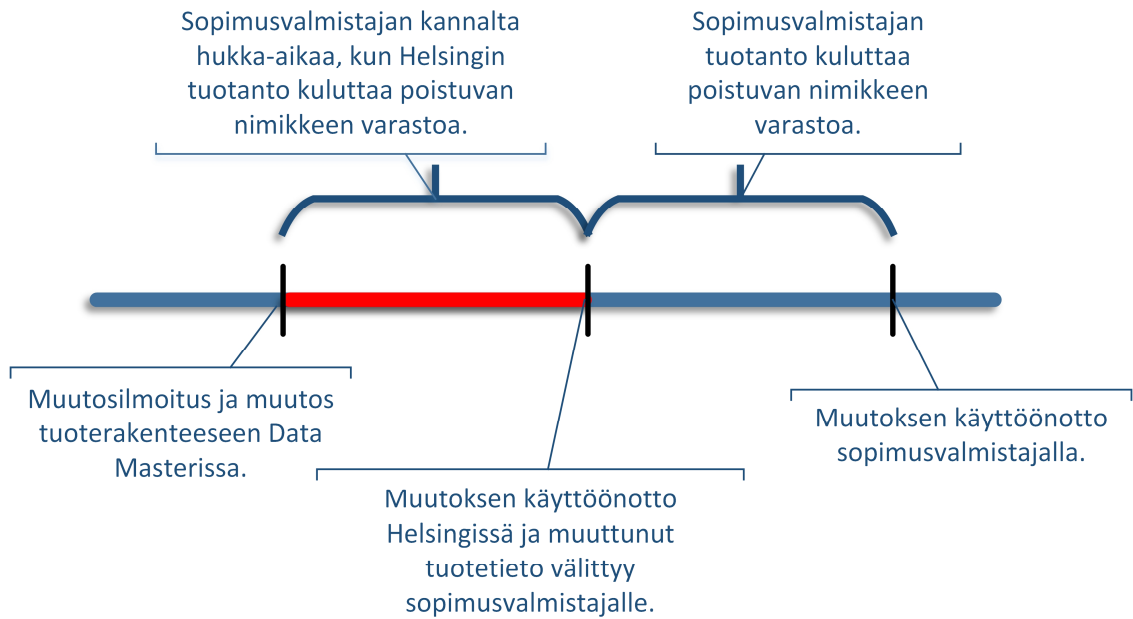 Sopimusvalmistajan kannalta
hukka-aikaa, kun Helsingin
tuotanto kuluttaa poistuvan
nimikkeen varastoa.
Sopimusvalmistajan
tuotanto kuluttaa
poistuvan nimikkeen
varastoa.
Muutosilmoitus ja muutos
tuoterakenteeseen Data
Masterissa.
Muutoksen käyttöönotto
Helsingissä ja muuttunut
tuotetieto välittyy
sopimusvalmistajalle.
Muutoksen käyttöönotto
sopimusvalmistajalla.